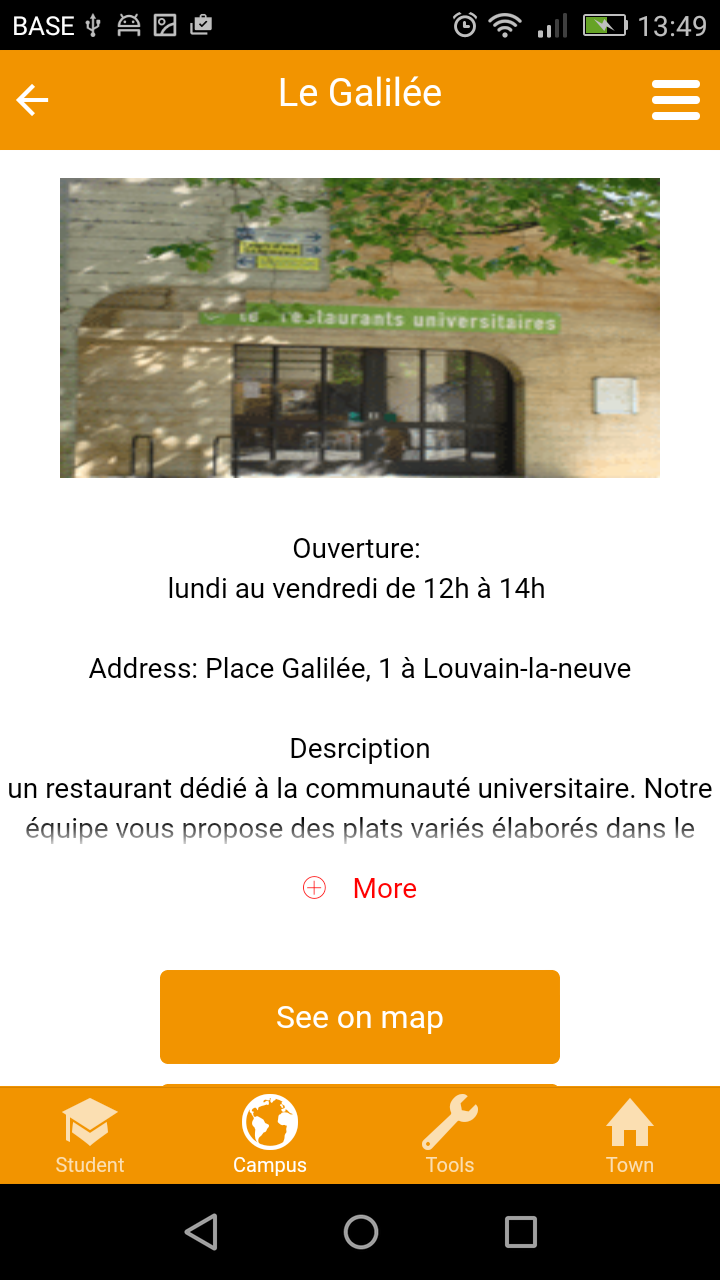 BASE 13:49
Le Galilée
restaurants universitaires
Ouverture:
lundi au vendredi de 12h à 14h
Address: Place Galilée, 1 à Louvain-la-neuve
Desrciption
un restaurant dédié à la communauté universitaire. Notre
équipe vous propose des plats variés élaborés dans le
More
See on map
Student Campus Tools Town